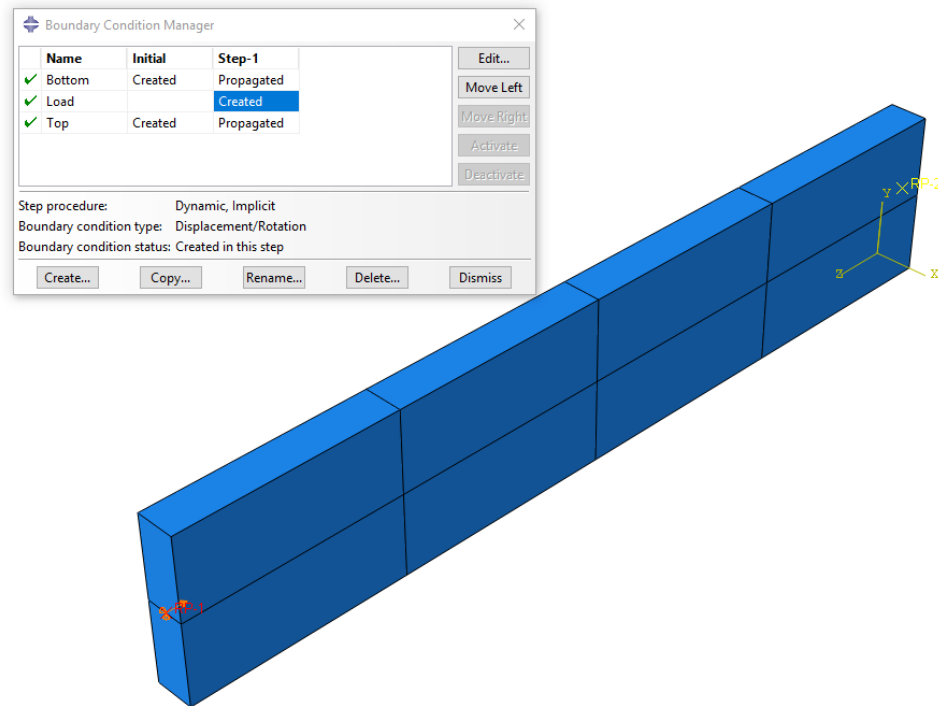 Boundary Condition Manager
Name Initial Step-1
Bottom Created Propagated
Load Created
Top Created Propagated
Edit...
Move Left
Move Right
Activate
Deactivate
Step procedure: Dynamic, Implicit
Boundary condition type: Displacement/Rotation
Boundary condition status: Created in this step
Create... Copy... Rename... Delete... Dismiss
Y RP-2
Z X